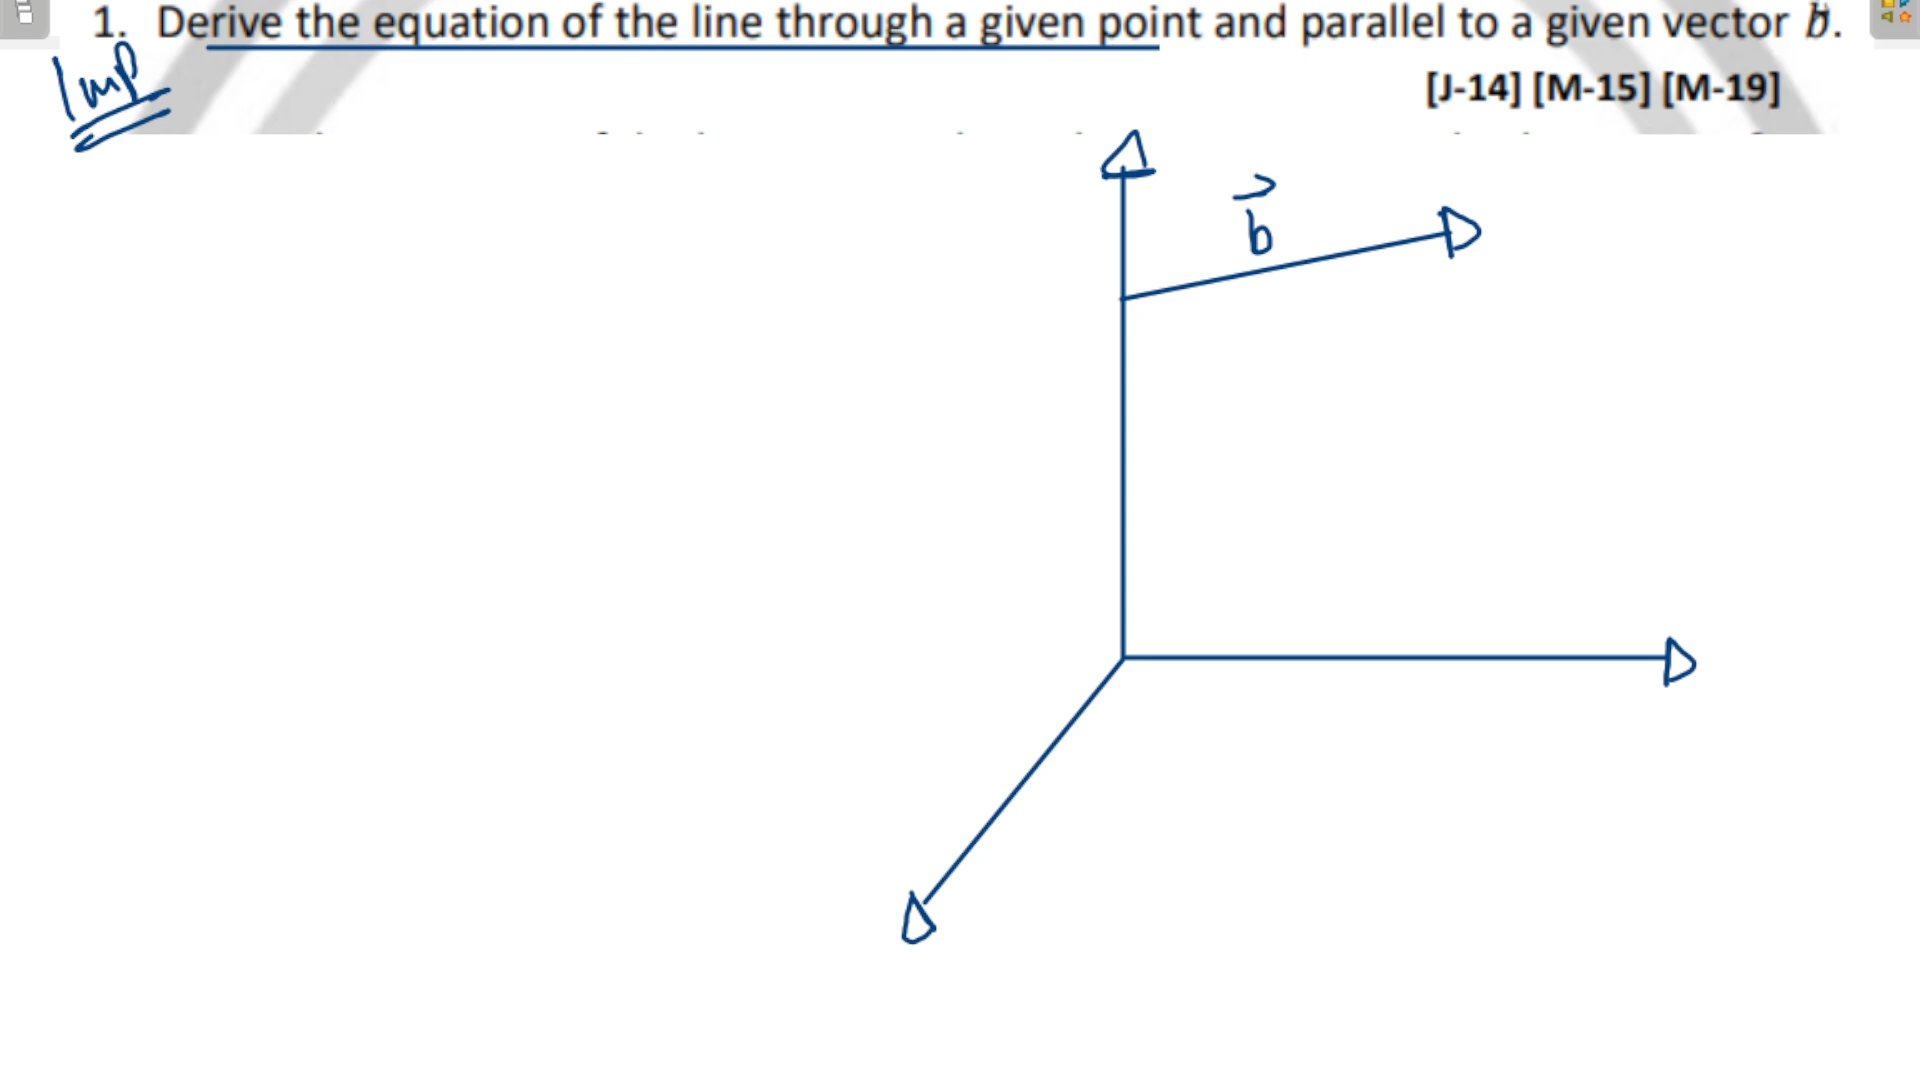 1. Derive the equation of the line through a given point and parallel to a given vector b⃗.
Imp
[J-14] [M-15] [M-19]
b⃗